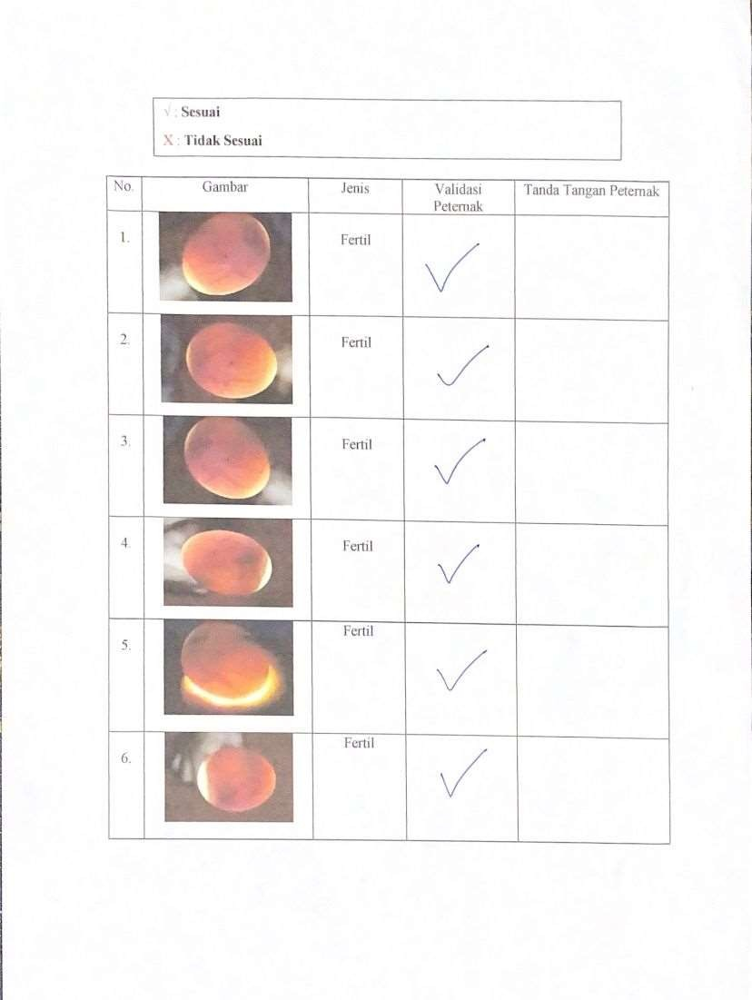 √ : Sesuai
X : Tidak Sesuai
No. Gambar Jenis Validasi Peternak Tanda Tangan Peternak
1. Fertil ✓
2. Fertil ✓
3. Fertil ✓
4. Fertil ✓
5. Fertil ✓
6. Fertil ✓